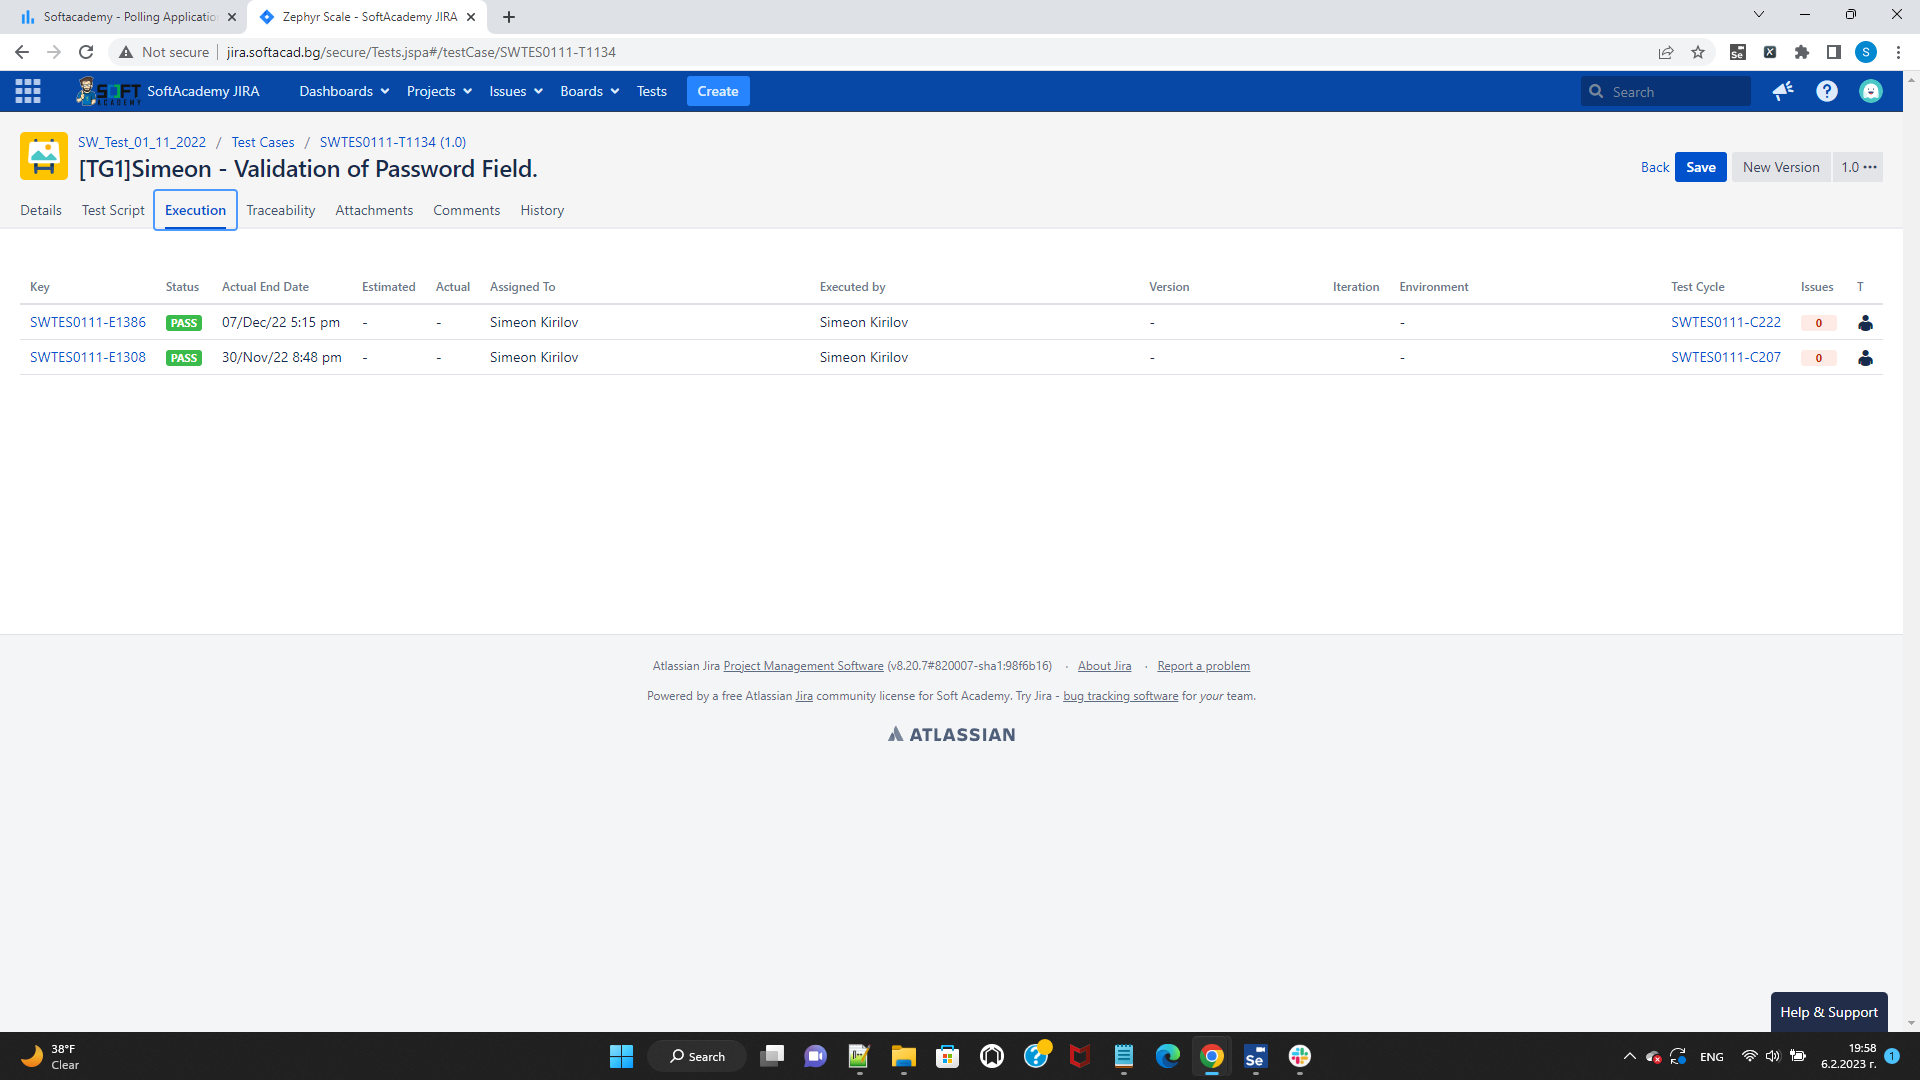 Softacademy - Polling Applicatio
Zephyr Scale - SoftAcademy JIRA
Not secure
jira.softacad.bg/secure/Tests.jspa#/testCase/SWTES0111-T1134
Se
X
S
SOFT
ACADEMY
SoftAcademy JIRA
Dashboards
Projects
Issues
Boards
Tests
Create
Search
SW_Test_01_11_2022 / Test Cases / SWTES0111-T1134 (1.0)
[TG1]Simeon - Validation of Password Field.
Back
Save
New Version
1.0
Details
Test Script
Execution
Traceability
Attachments
Comments
History
Key Status Actual End Date Estimated Actual Assigned To Executed by Version Iteration Environment Test Cycle Issues T
SWTES0111-E1386 PASS 07/Dec/22 5:15 pm - - Simeon Kirilov Simeon Kirilov - - SWTES0111-C222 0
SWTES0111-E1308 PASS 30/Nov/22 8:48 pm - - Simeon Kirilov Simeon Kirilov - - SWTES0111-C207 0
Atlassian Jira Project Management Software (v8.20.7#820007-sha1:98f6b16) · About Jira · Report a problem
Powered by a free Atlassian Jira community license for Soft Academy. Try Jira - bug tracking software for your team.
ATLASSIAN
Help & Support
38°F
Clear
Search
Se
ENG
19:58
6.2.2023 г.
1